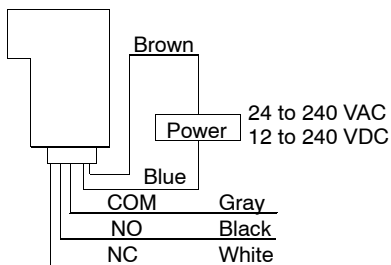 Brown
24 to 240 VAC
Power
12 to 240 VDC
Blue
COM Gray
NO Black
NC White